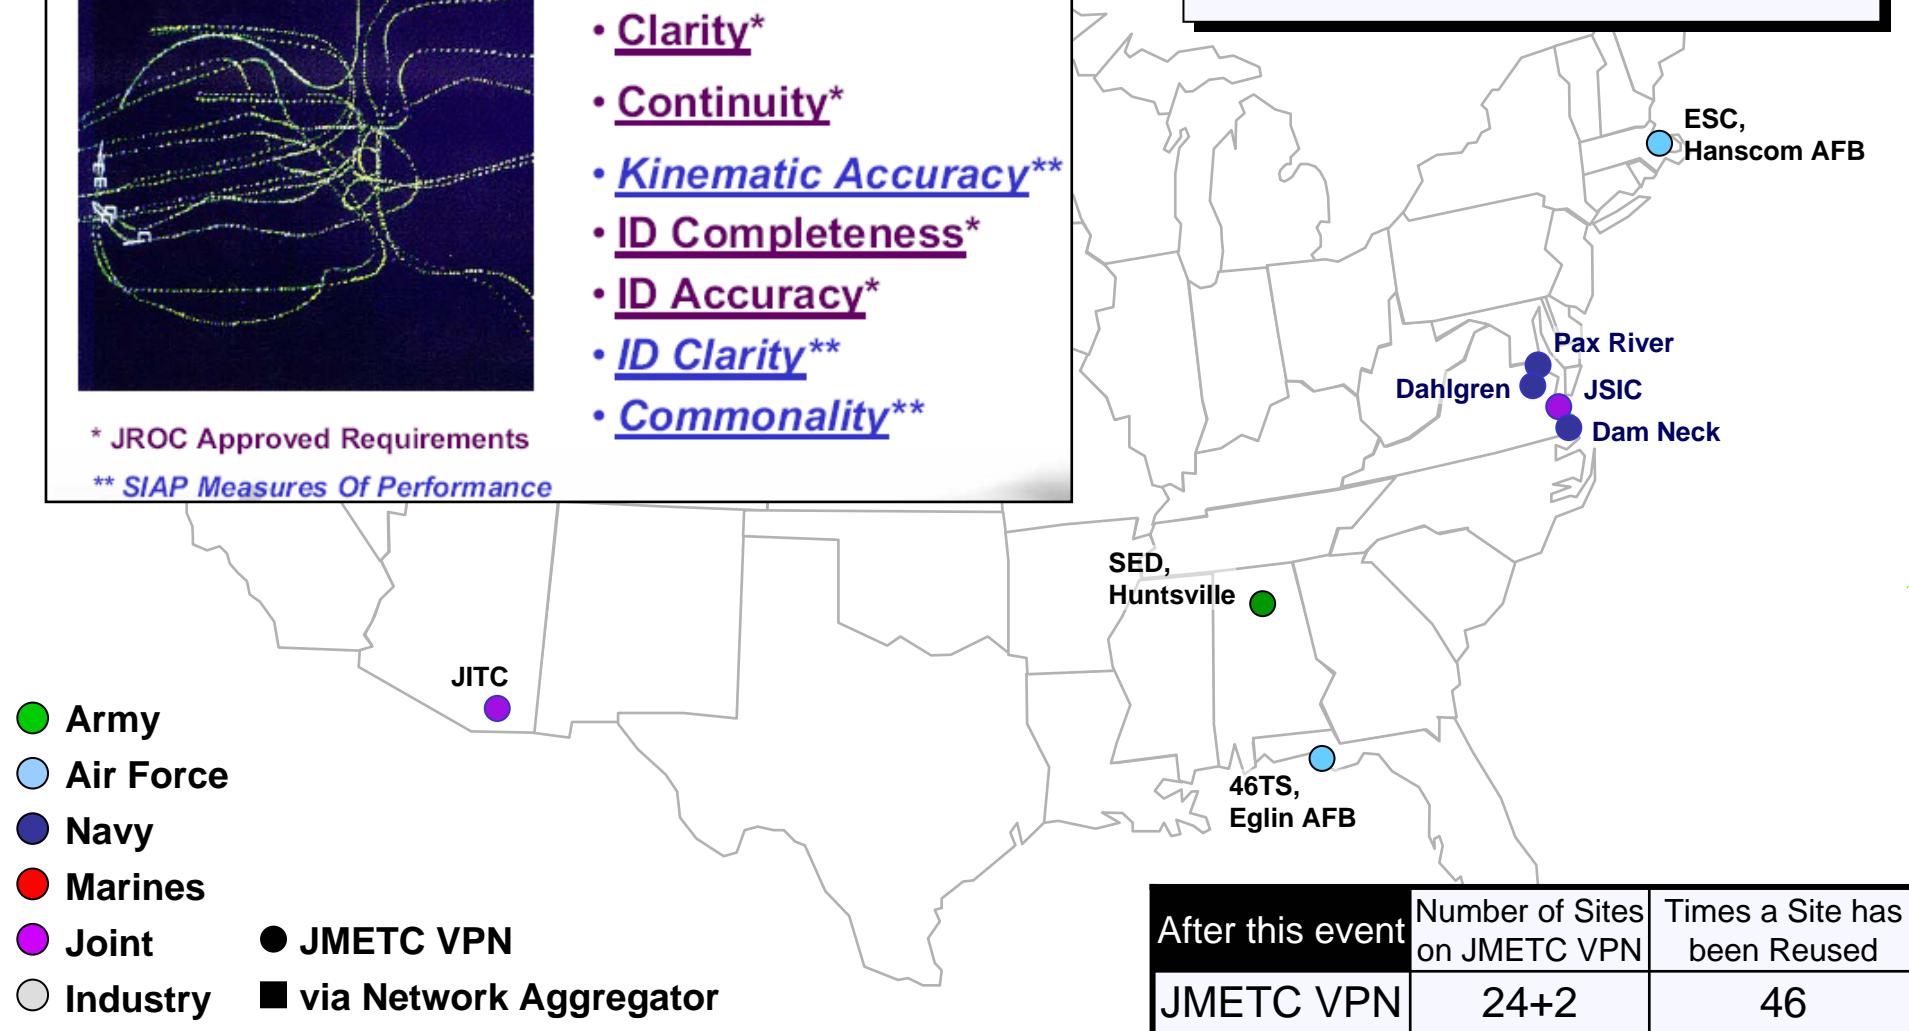 • Clarity*
• Continuity*
• Kinematic Accuracy**
• ID Completeness*
• ID Accuracy*
• ID Clarity**
• Commonality**
* JROC Approved Requirements
** SIAP Measures Of Performance
ESC,
Hanscom AFB
Pax River
Dahlgren
JSIC
Dam Neck
SED,
Huntsville
JITC
46TS,
Eglin AFB
Army
Air Force
Navy
Marines
Joint
Industry
JMETC VPN
via Network Aggregator
After this event
Number of Sites
on JMETC VPN
Times a Site has
been Reused
JMETC VPN
24+2
46